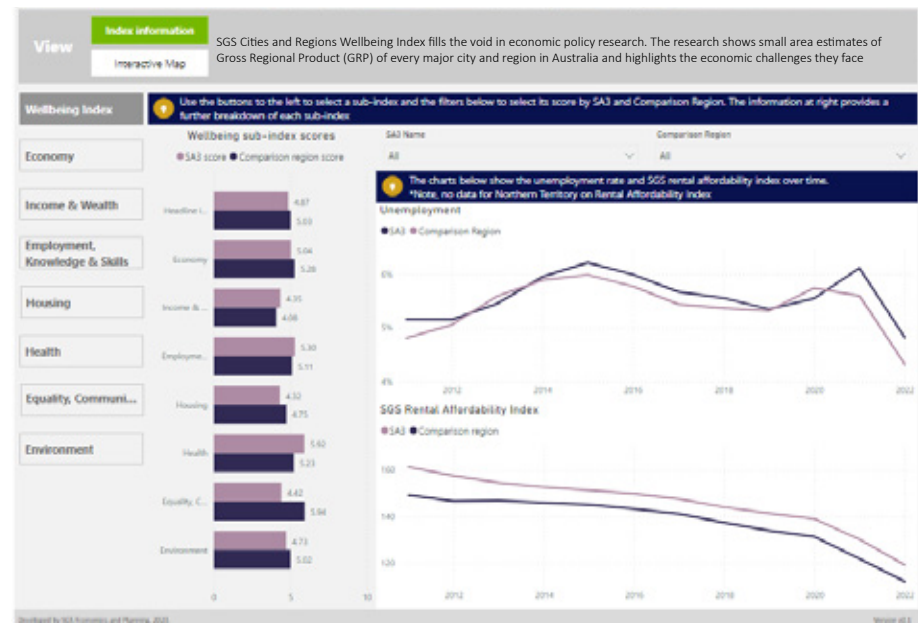 View
Index information
Interactive Map
SGS Cities and Regions Wellbeing Index fills the void in economic policy research. The research shows small area estimates of
Gross Regional Product (GRP) of every major city and region in Australia and highlights the economic challenges they face
Wellbeing Index
Use the buttons to the left to select a sub-index and the filters below to select its score by SA3 and Comparison Region. The information at right provides a
further breakdown of each sub-index
Economy
Income & Wealth
Employment,
Knowledge & Skills
Housing
Health
Equality, Communi...
Environment
Wellbeing sub-index scores
SA3 score Comparison region score
Headline i...
4.87
5.03
Economy
5.04
5.28
Income & ...
4.35
4.08
Employme...
5.30
5.11
Housing
4.32
4.75
Health
5.92
5.23
Equality, C...
4.42
5.94
Environment
4.73
5.02
0 5 10
SA3 Name
All
Comparison Region
All
The charts below show the unemployment rate and SGS rental affordability index over time.
*Note, no data for Northern Territory on Rental Affordability Index
Unemployment
SA3 Comparison Region
6%
5%
4%
2012 2014 2016 2018 2020 2022
SGS Rental Affordability Index
SA3 Comparison region
160
140
120
2012 2014 2016 2018 2020 2022
Developed by SGS Economics and Planning, 2023